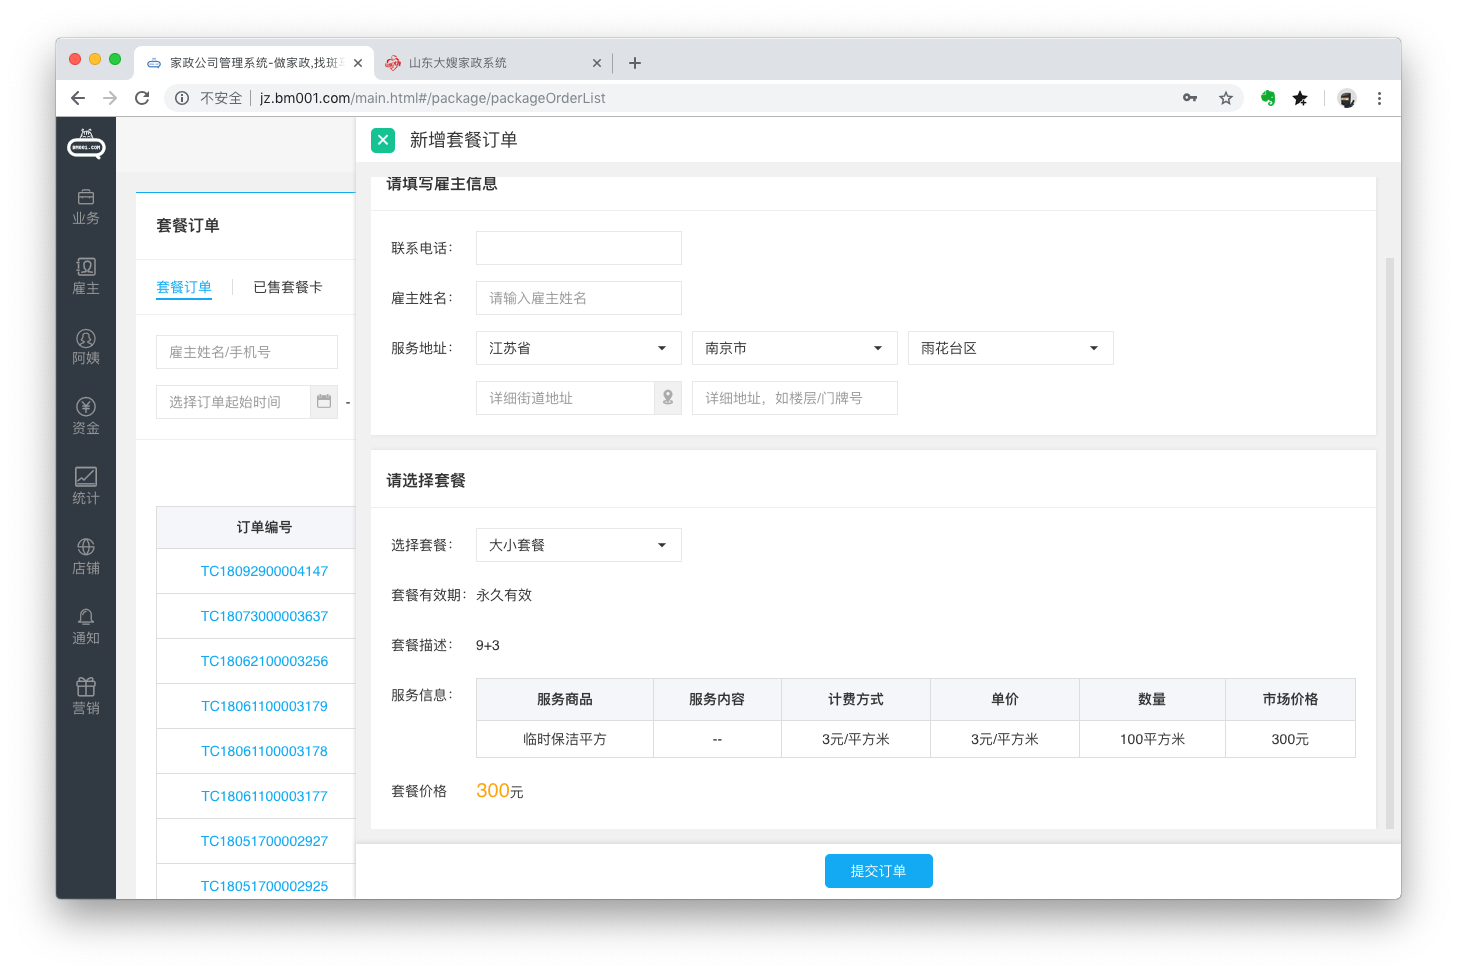 家政公司管理系统-做家政,找斑
山东大嫂家政系统
不安全 jz.bm001.com/main.html#/package/packageOrderList
BM001.COM
业务
雇主
阿姨
资金
统计
店铺
通知
营销
套餐订单
套餐订单 已售套餐卡
雇主姓名/手机号
选择订单起始时间 -
订单编号
TC18092900004147
TC18073000003637
TC18062100003256
TC18061100003179
TC18061100003178
TC18061100003177
TC18051700002927
TC18051700002925
新增套餐订单
请填写雇主信息
联系电话：
雇主姓名： 请输入雇主姓名
服务地址： 江苏省 南京市 雨花台区
详细街道地址 详细地址，如楼层/门牌号
请选择套餐
选择套餐： 大小套餐
套餐有效期： 永久有效
套餐描述： 9+3
服务信息： 服务商品 服务内容 计费方式 单价 数量 市场价格
临时保洁平方 -- 3元/平方米 3元/平方米 100平方米 300元
套餐价格 300元
提交订单